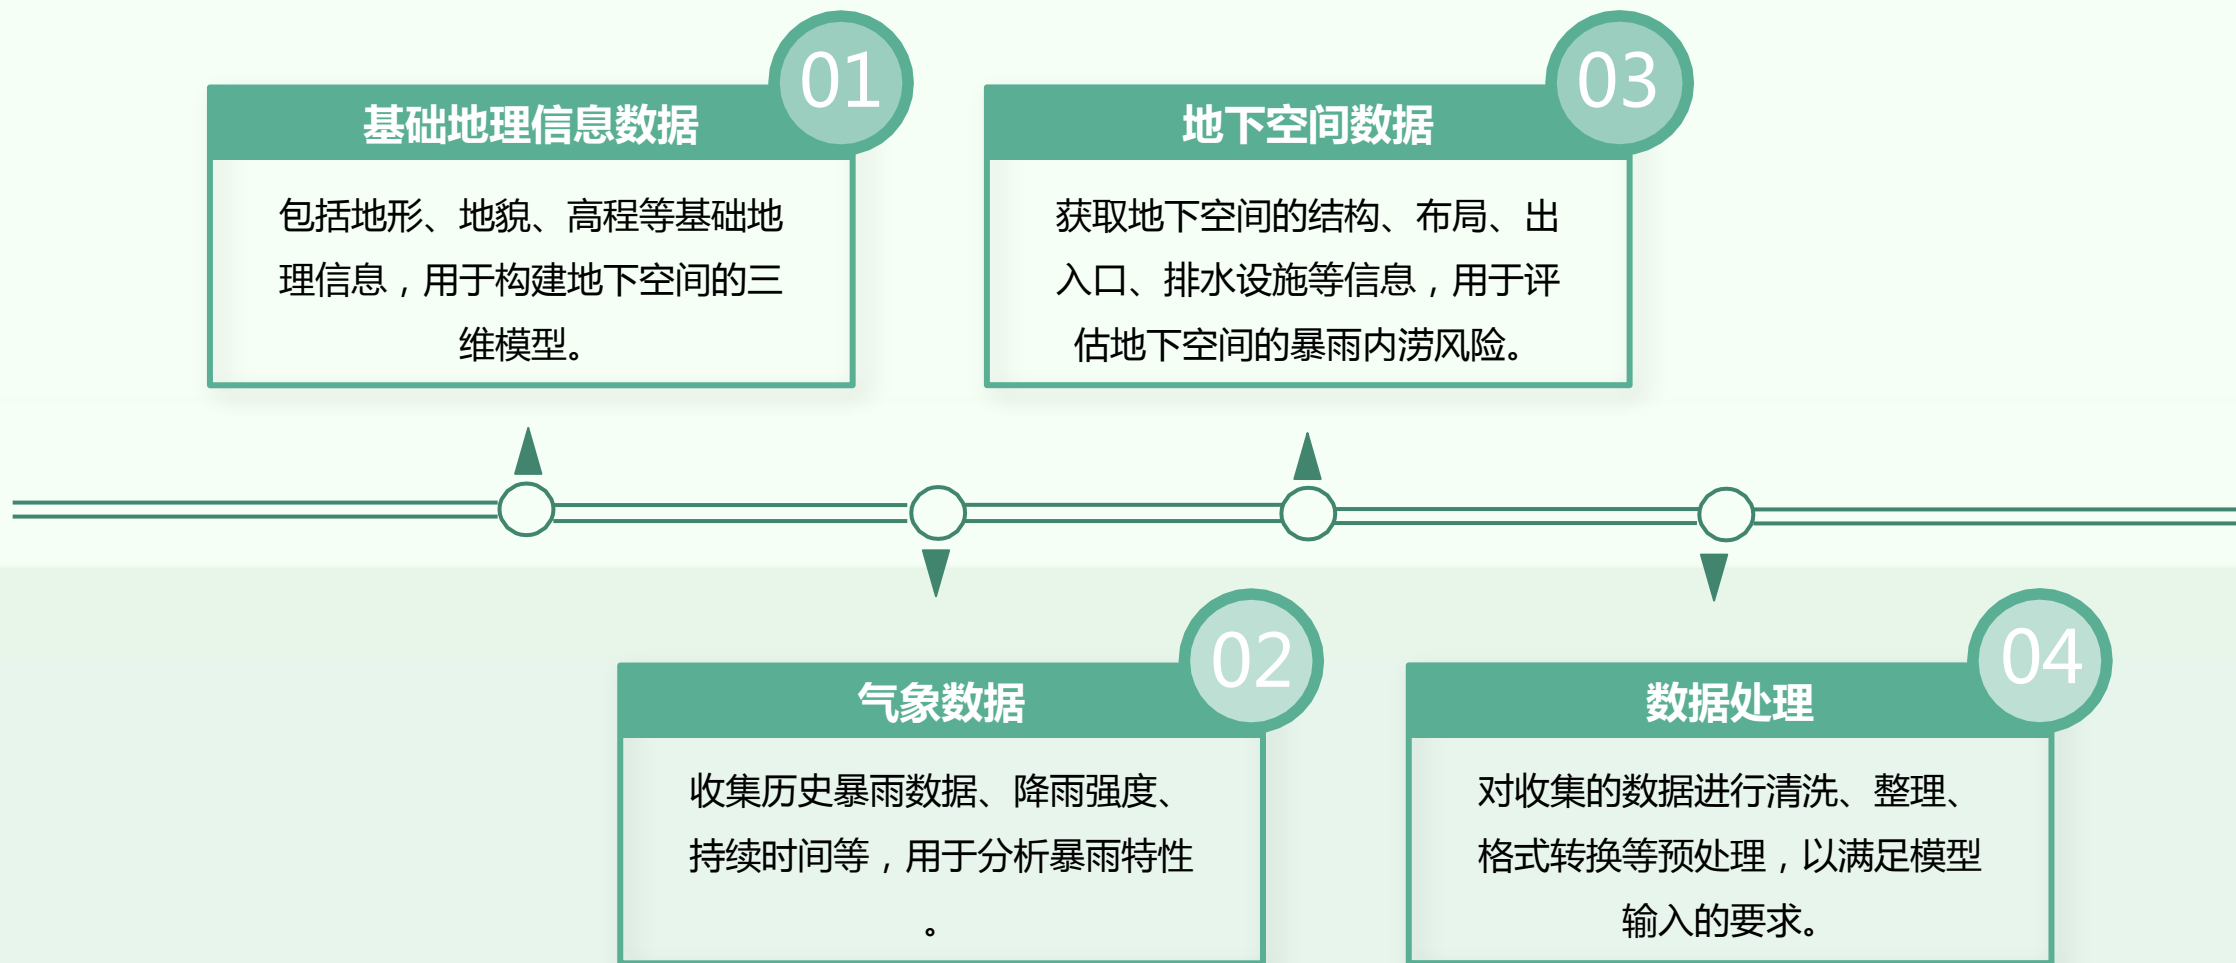 01
基础地理信息数据
包括地形、地貌、高程等基础地
理信息，用于构建地下空间的三
维模型。
03
地下空间数据
获取地下空间的结构、布局、出
入口、排水设施等信息，用于评
估地下空间的暴雨内涝风险。
02
气象数据
收集历史暴雨数据、降雨强度、
持续时间等，用于分析暴雨特性
。
04
数据处理
对收集的数据进行清洗、整理、
格式转换等预处理，以满足模型
输入的要求。